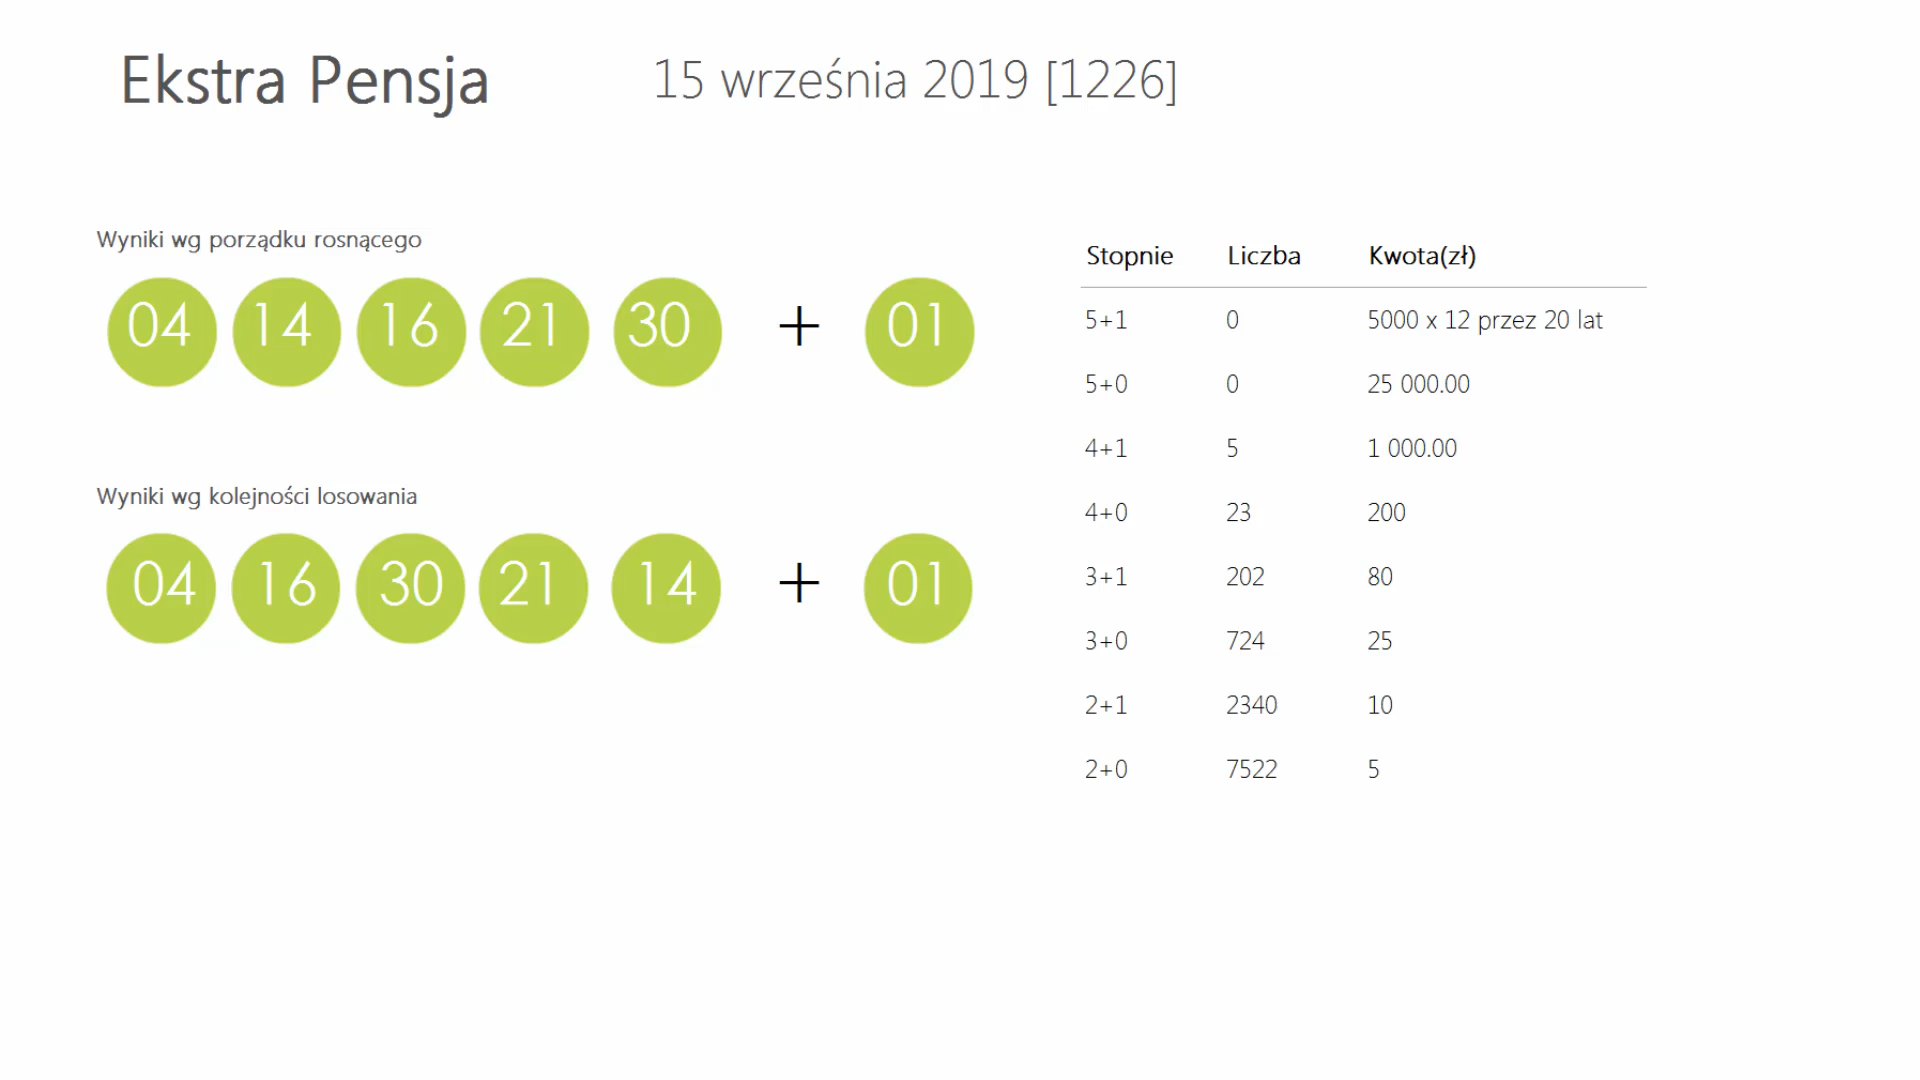 Ekstra Pensja 15 września 2019 [1226]
Wyniki wg porządku rosnącego
04 14 16 21 30 + 01
Wyniki wg kolejności losowania
04 16 30 21 14 + 01
Stopnie Liczba Kwota(zł)
5+1 0 5000 x 12 przez 20 lat
5+0 0 25 000.00
4+1 5 1 000.00
4+0 23 200
3+1 202 80
3+0 724 25
2+1 2340 10
2+0 7522 5